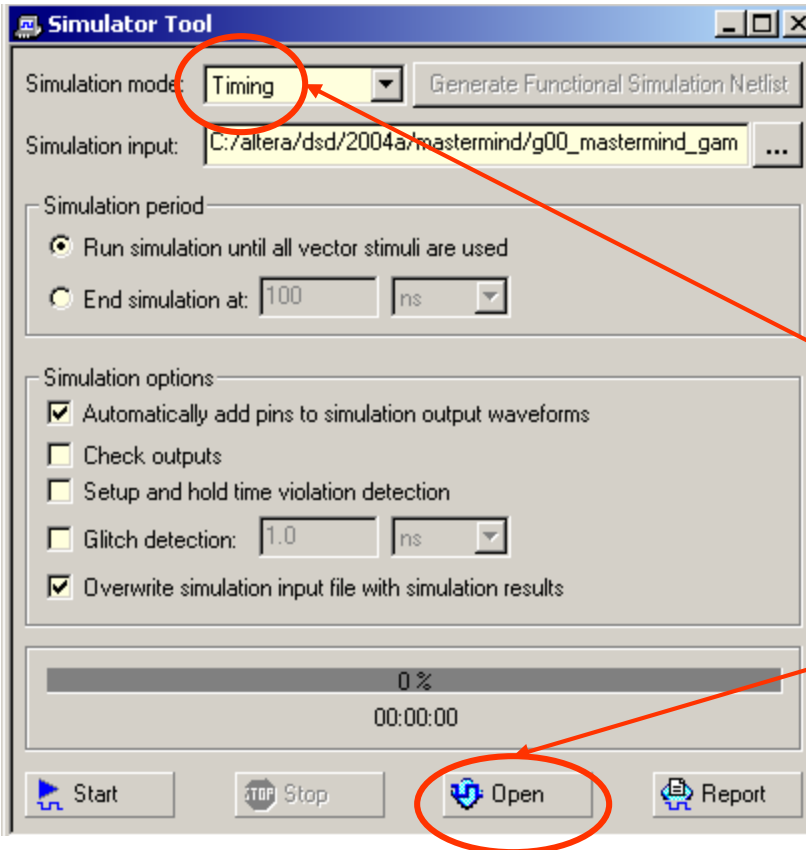 Simulator Tool
Simulation mode: Timing Generate Functional Simulation Netlist
Simulation input: C:/altera/dsd/2004a/mastermind/g00_mastermind_gam ...
Simulation period
Run simulation until all vector stimuli are used
End simulation at: 100 ns
Simulation options
Automatically add pins to simulation output waveforms
Check outputs
Setup and hold time violation detection
Glitch detection: 1.0 ns
Overwrite simulation input file with simulation results
0 %
00:00:00
Start STOP Stop Open Report